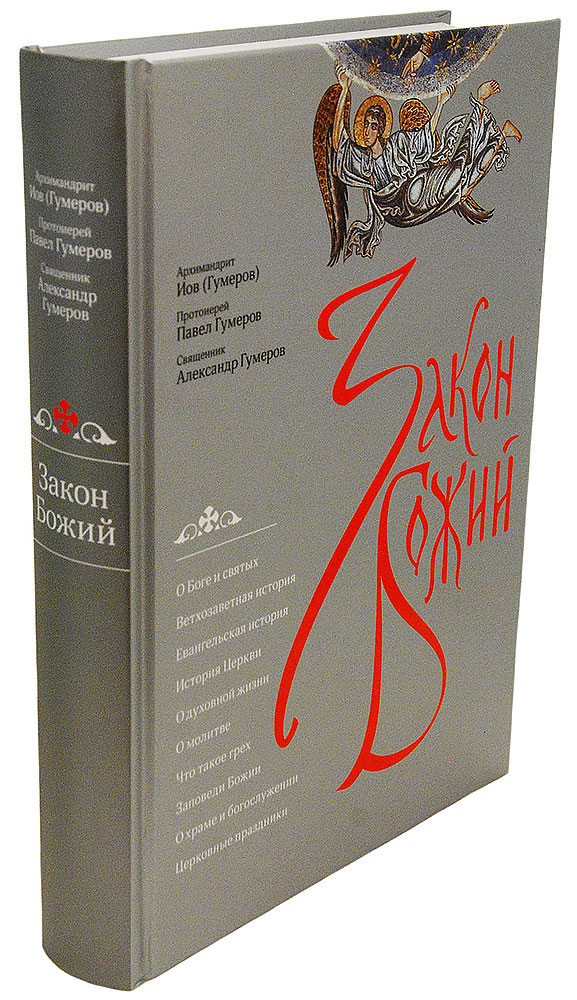 Архимандрит
Иов (Гумеров)
Протоиерей
Павел Гумеров
Священник
Александр
Гумеров
Закон
Божий
Архимандрит
Иов (Гумеров)
Протоиерей
Павел Гумеров
Священник
Александр Гумеров
Закон
Божий
О Боге и святых
Ветхозаветная история
Евангельская история
История Церкви
О духовной жизни
О молитве
Что такое грех
Заповеди Божии
О храме и богослужении
Церковные праздники